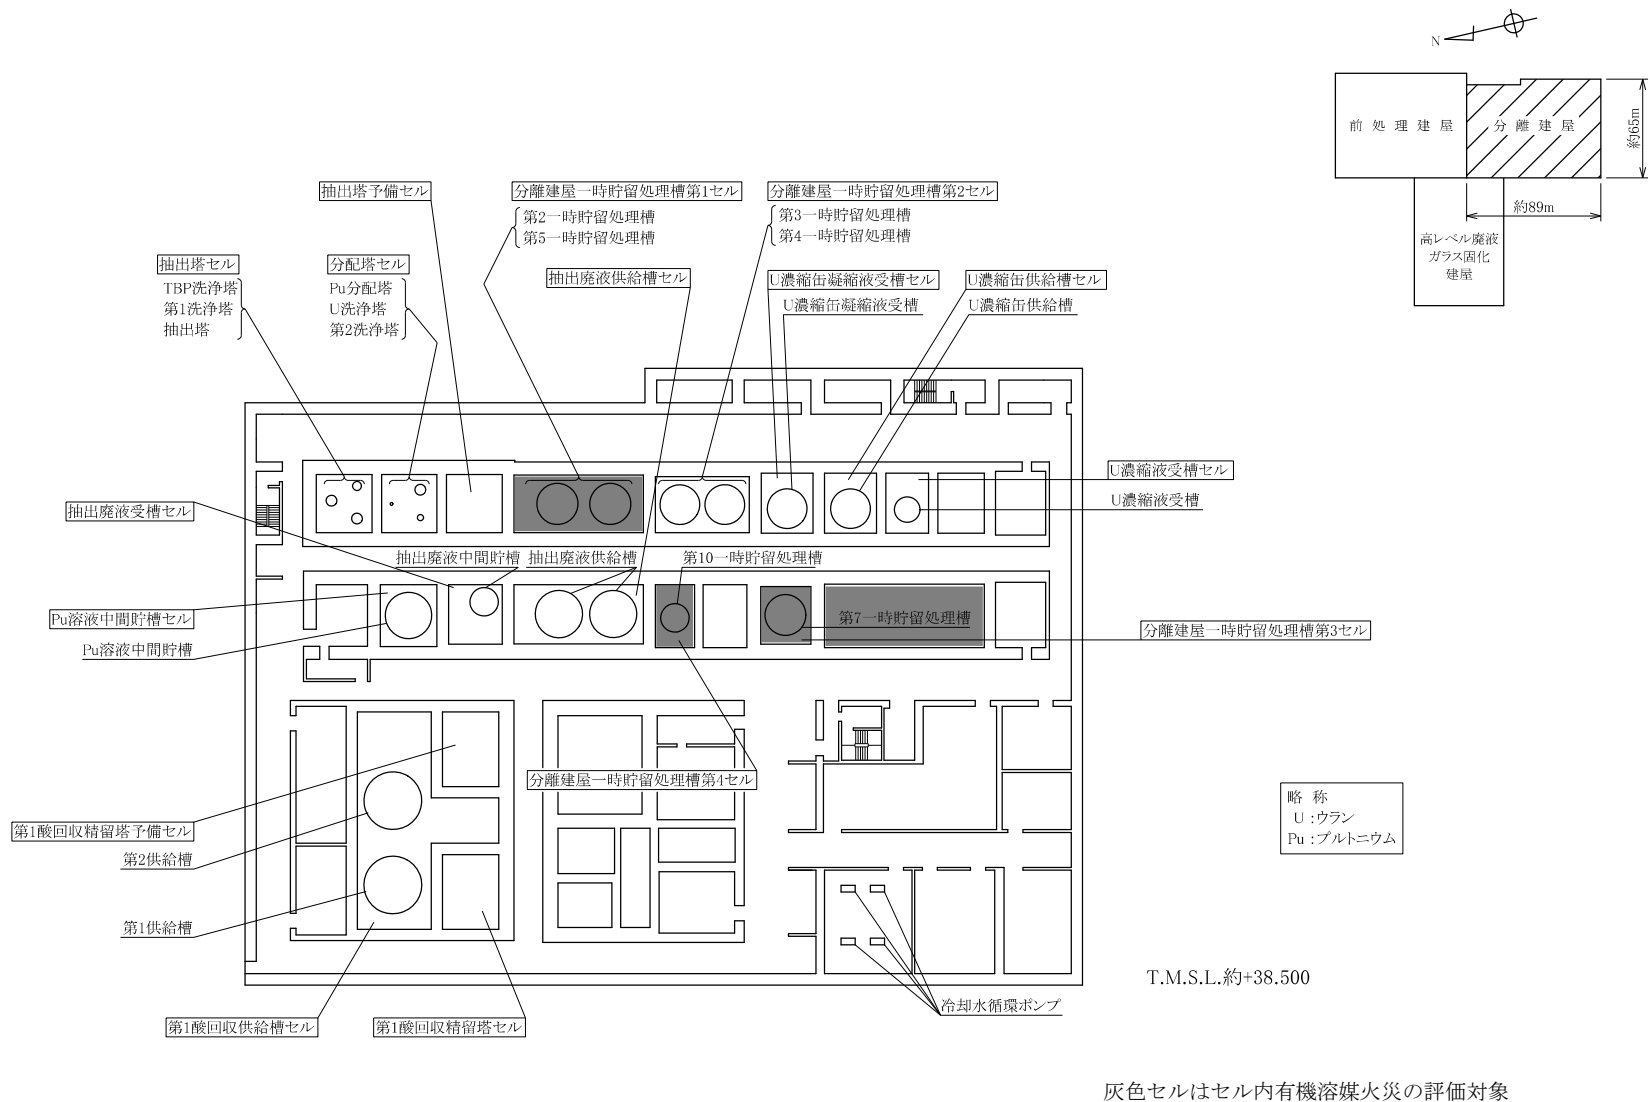 N
前処理建屋
分離建屋
約65m
約89m
高レベル廃液
ガラス固化
建屋
抽出塔予備セル
分離建屋一時貯留処理槽第1セル
第2一時貯留処理槽
第5一時貯留処理槽
分離建屋一時貯留処理槽第2セル
第3一時貯留処理槽
第4一時貯留処理槽
抽出塔セル
TBP洗浄塔
第1洗浄塔
抽出塔
分配塔セル
Pu分配塔
U洗浄塔
第2洗浄塔
抽出廃液供給槽セル
U濃縮缶凝縮液受槽セル
U濃縮缶凝縮液受槽
U濃縮缶供給槽セル
U濃縮缶供給槽
U濃縮液受槽セル
U濃縮液受槽
抽出廃液受槽セル
抽出廃液中間貯槽
抽出廃液供給槽
第10一時貯留処理槽
Pu溶液中間貯槽セル
Pu溶液中間貯槽
第7一時貯留処理槽
分離建屋一時貯留処理槽第3セル
分離建屋一時貯留処理槽第4セル
第1酸回収精留塔予備セル
第2供給槽
第1供給槽
略 称
U :ウラン
Pu :プルトニウム
T.M.S.L.約+38.500
冷却水循環ポンプ
第1酸回収供給槽セル
第1酸回収精留塔セル
灰色セルはセル内有機溶媒火災の評価対象